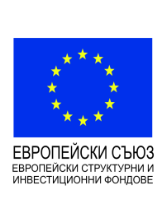 ЕВРОПЕЙСКИ СЪЮЗ
ЕВРОПЕЙСКИ СТРУКТУРНИ И
ИНВЕСТИЦИОННИ ФОНДОВЕ